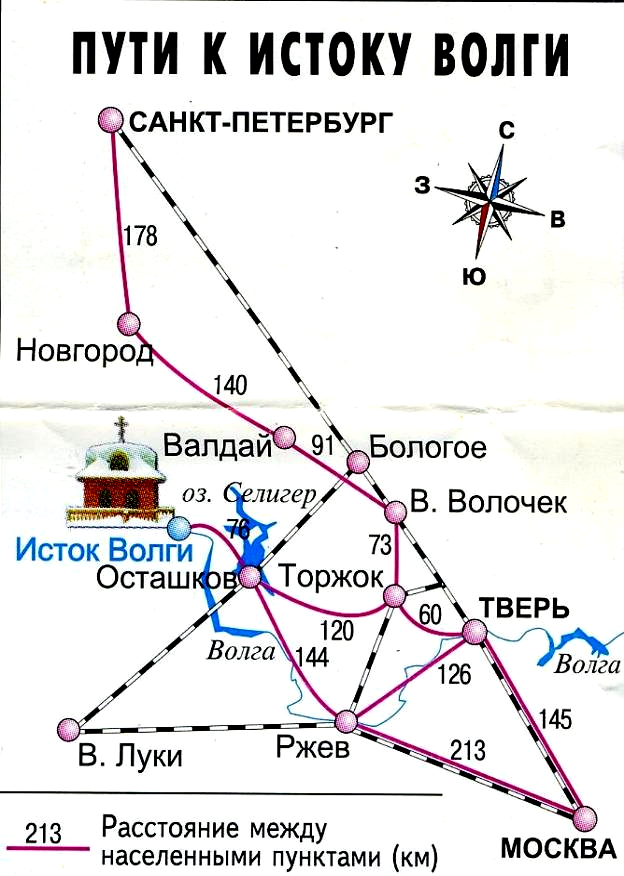 ПУТИ К ИСТОКУ ВОЛГИ
САНКТ-ПЕТЕРБУРГ
С
З
В
Ю
178
Новгород
140
Валдай
91
Бологое
оз. Селигер
В. Волочек
76
73
Исток Волги
Осташков
Торжок
ТВЕРЬ
60
120
Волга
144
126
Волга
145
В. Луки
Ржев
213
МОСКВА
213
Расстояние между
населенными пунктами (км)